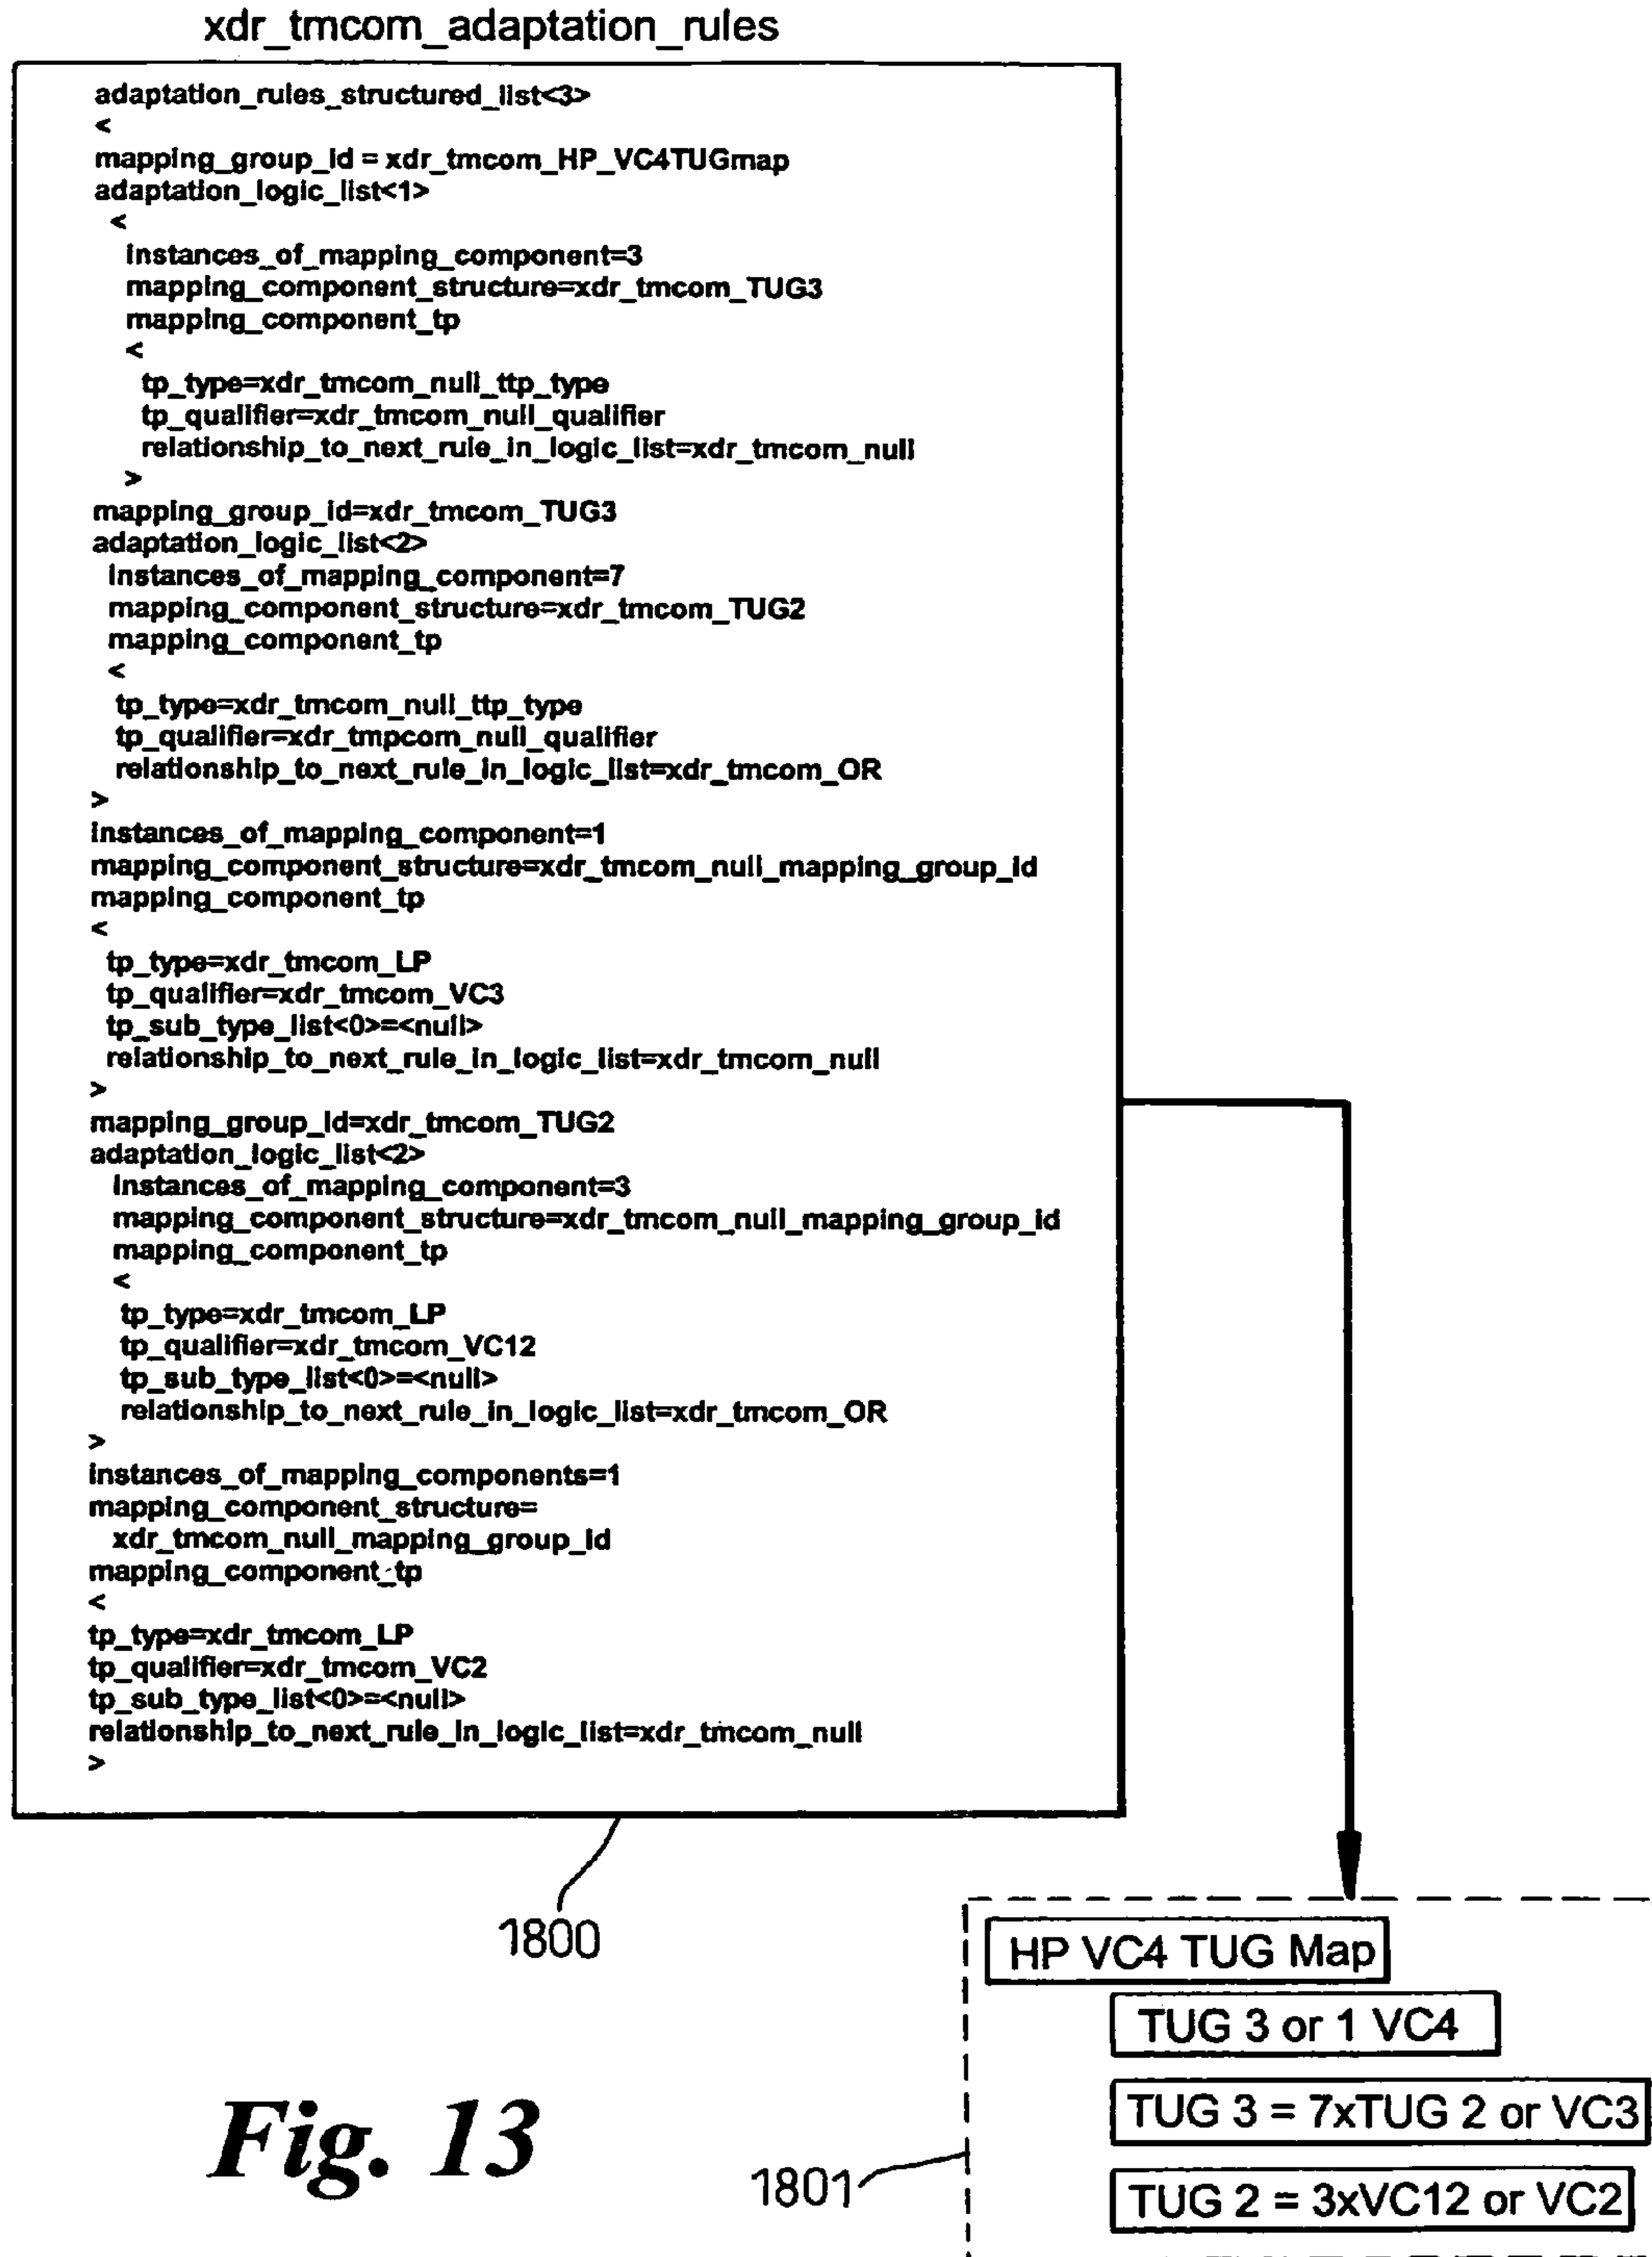 xdr_tmcom_adaptation_rules
adaptation_rules_structured_list<3>
<
mapping_group_id = xdr_tmcom_HP_VC4TUGmap
adaptation_logic_list<1>
<
instances_of_mapping_component=3
mapping_component_structure=xdr_tmcom_TUG3
mapping_component_tp
<
tp_type=xdr_tmcom_null_ttp_type
tp_qualifier=xdr_tmcom_null_qualifier
relationship_to_next_rule_in_logic_list=xdr_tmcom_null
>
mapping_group_id=xdr_tmcom_TUG3
adaptation_logic_list<2>
instances_of_mapping_component=7
mapping_component_structure=xdr_tmcom_TUG2
mapping_component_tp
<
tp_type=xdr_tmcom_null_ttp_type
tp_qualifier=xdr_tmpcom_null_qualifier
relationship_to_next_rule_in_logic_list=xdr_tmcom_OR
>
instances_of_mapping_component=1
mapping_component_structure=xdr_tmcom_null_mapping_group_id
mapping_component_tp
<
tp_type=xdr_tmcom_LP
tp_qualifier=xdr_tmcom_VC3
tp_sub_type_list<0>=<null>
relationship_to_next_rule_in_logic_list=xdr_tmcom_null
>
mapping_group_id=xdr_tmcom_TUG2
adaptation_logic_list<2>
instances_of_mapping_component=3
mapping_component_structure=xdr_tmcom_null_mapping_group_id
mapping_component_tp
<
tp_type=xdr_tmcom_LP
tp_qualifier=xdr_tmcom_VC12
tp_sub_type_list<0>=<null>
relationship_to_next_rule_in_logic_list=xdr_tmcom_OR
>
instances_of_mapping_components=1
mapping_component_structure=
xdr_tmcom_null_mapping_group_id
mapping_component_tp
<
tp_type=xdr_tmcom_LP
tp_qualifier=xdr_tmcom_VC2
tp_sub_type_list<0>=<null>
relationship_to_next_rule_in_logic_list=xdr_tmcom_null
>
1800
HP VC4 TUG Map
TUG 3 or 1 VC4
TUG 3 = 7xTUG 2 or VC3
TUG 2 = 3xVC12 or VC2
1801
Fig. 13